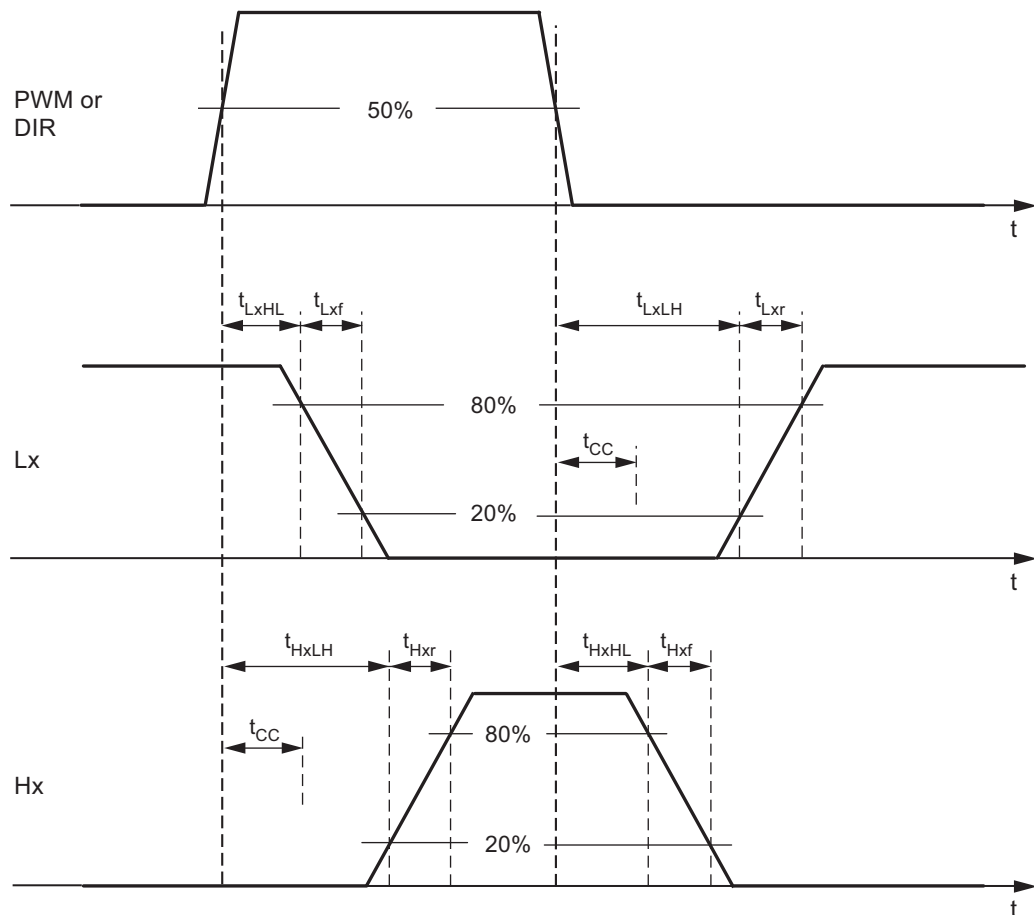 PWM or
DIR
50%
t
tLxHL
tLxf
tLxLH
tLxr
80%
tCC
Lx
20%
t
tHxLH
tHxr
tHxHL
tHxf
tCC
80%
Hx
20%
t